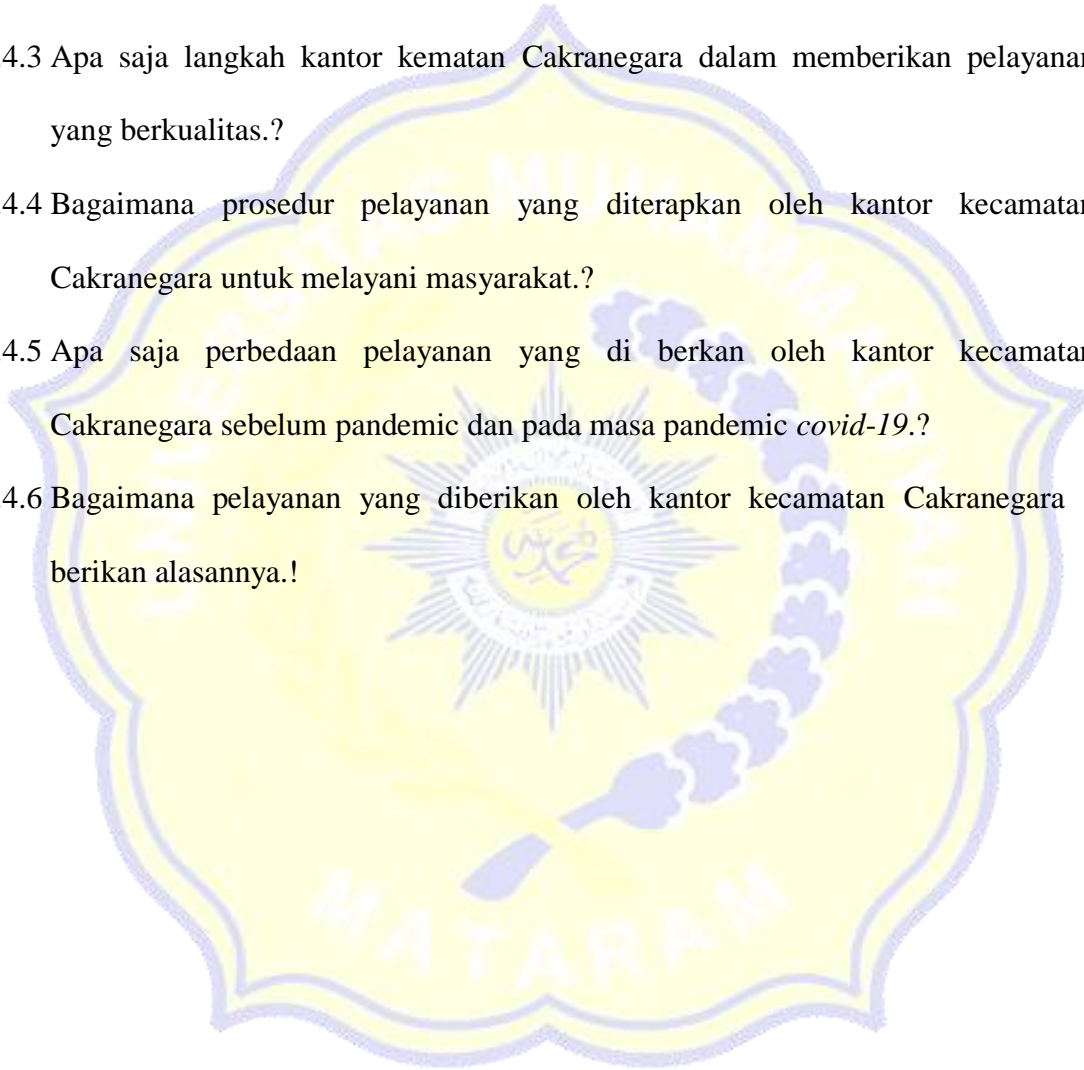 .4.3 Apa saja langkah kantor kematan Cakranegara dalam memberikan pelayanan
yang berkualitas.?
.4.4 Bagaimana prosedur pelayanan yang diterapkan oleh kantor kecamatan
Cakranegara untuk melayani masyarakat.?
.4.5 Apa saja perbedaan pelayanan yang di berkan oleh kantor kecamatan
Cakranegara sebelum pandemic dan pada masa pandemic covid-19.?
.4.6 Bagaimana pelayanan yang diberikan oleh kantor kecamatan Cakranegara
berikan alasannya.!
UNIVERSITAS MUHAMMADIYAH
MATARAM